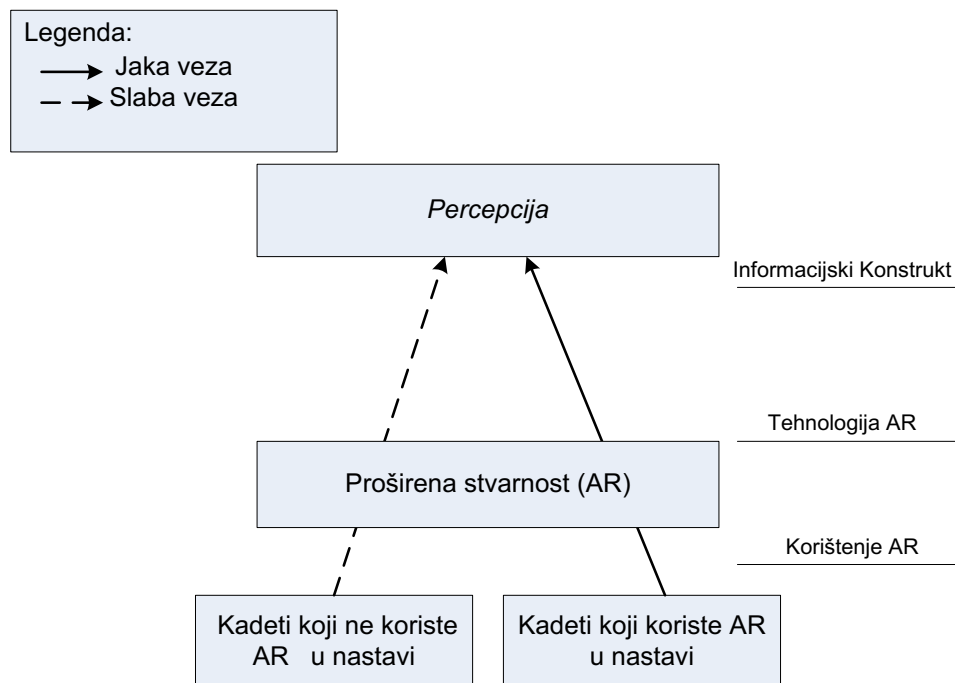 Legenda:
Jaka veza
Slaba veza
Percepcija
Informacijski Konstrukt
Tehnologija AR
Proširena stvarnost (AR)
Korištenje AR
Kadeti koji ne koriste
AR u nastavi
Kadeti koji koriste AR
u nastavi